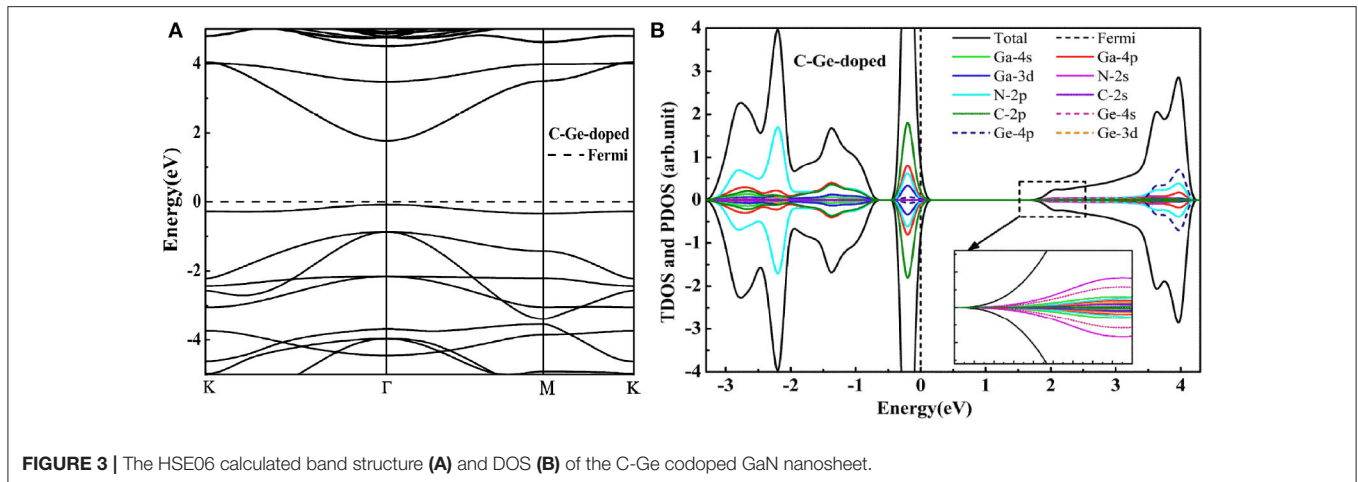 A
4
2
0
-2
-4
Energy(eV)
K
Γ
M
K
C-Ge-doped
Fermi
B
4
3
2
1
0
1
2
3
-4
TDOS and PDOS (arb.unit)
C-Ge-doped
Total
Fermi
Ga-4s
Ga-4p
Ga-3d
N-2s
N-2p
C-2s
C-2p
Ge-4s
Ge-4p
Ge-3d
-3
-2
-1
0
1
2
3
4
Energy(eV)
FIGURE 3 | The HSE06 calculated band structure (A) and DOS (B) of the C-Ge codoped GaN nanosheet.